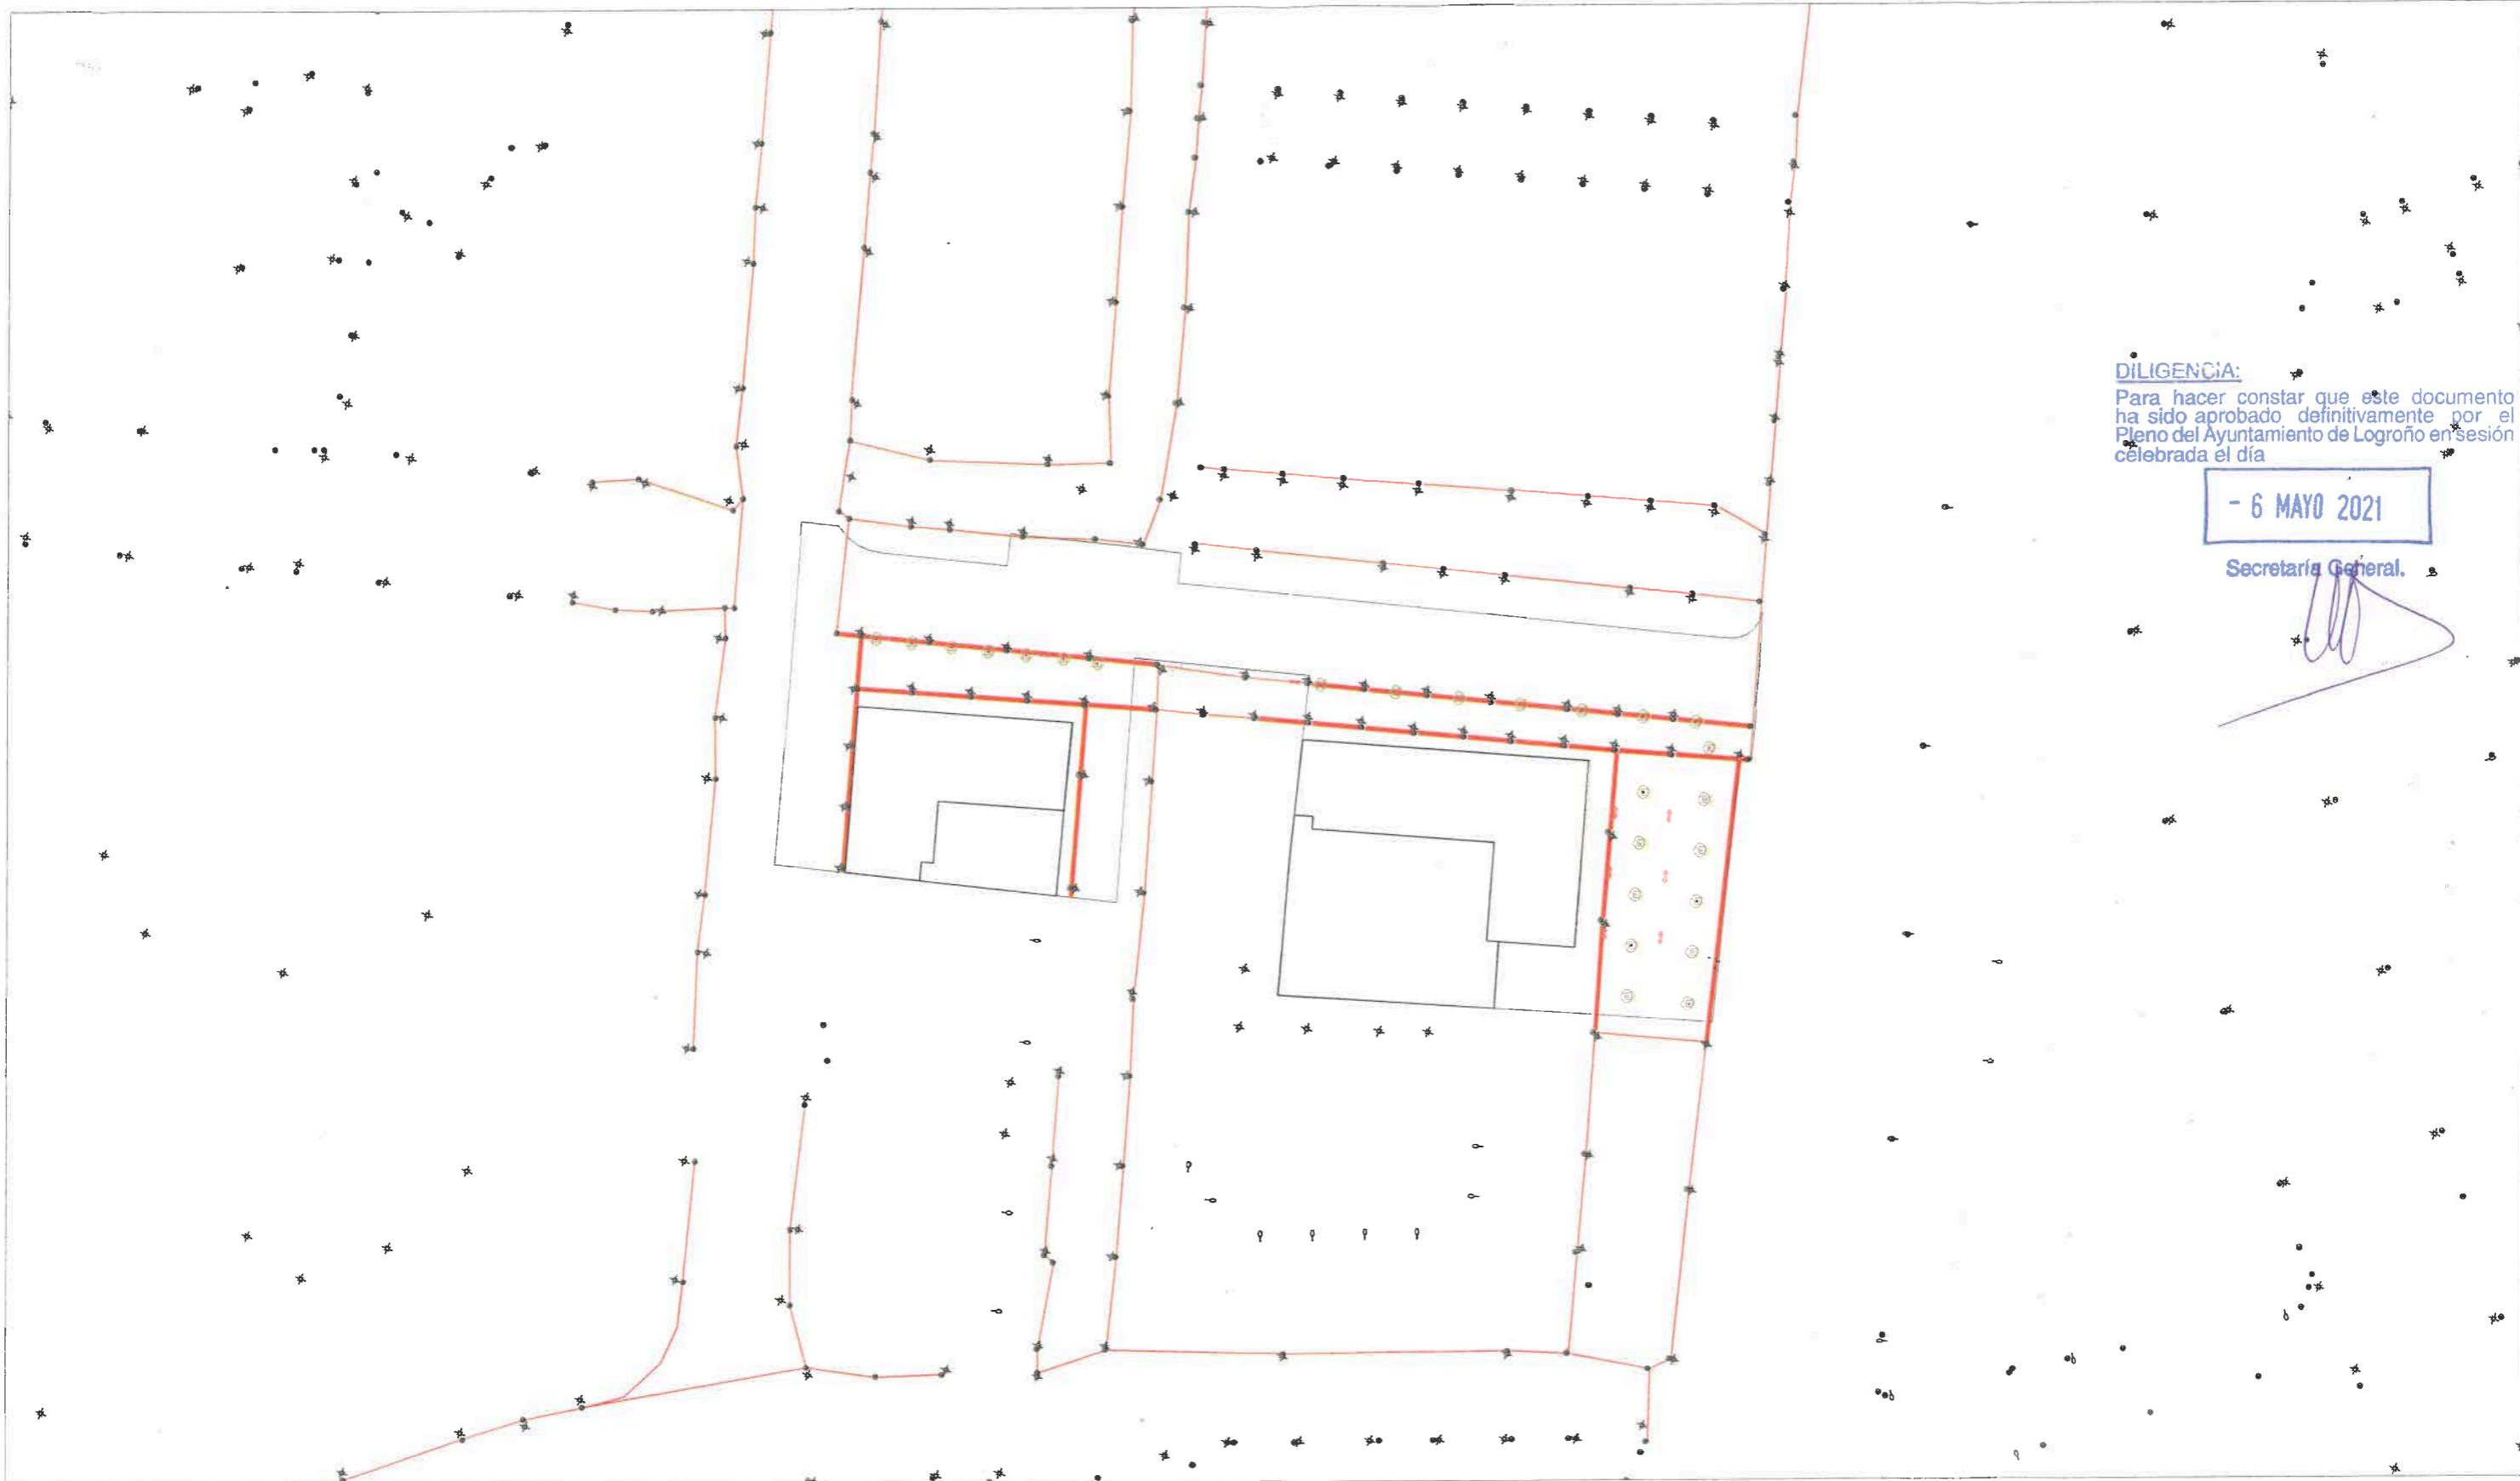 DILIGENCIA:
Para hacer constar que este documento
ha sido aprobado definitivamente por el
Pleno del Ayuntamiento de Logroño en sesión
celebrada el día
- 6 MAYO 2021
Secretaría General.